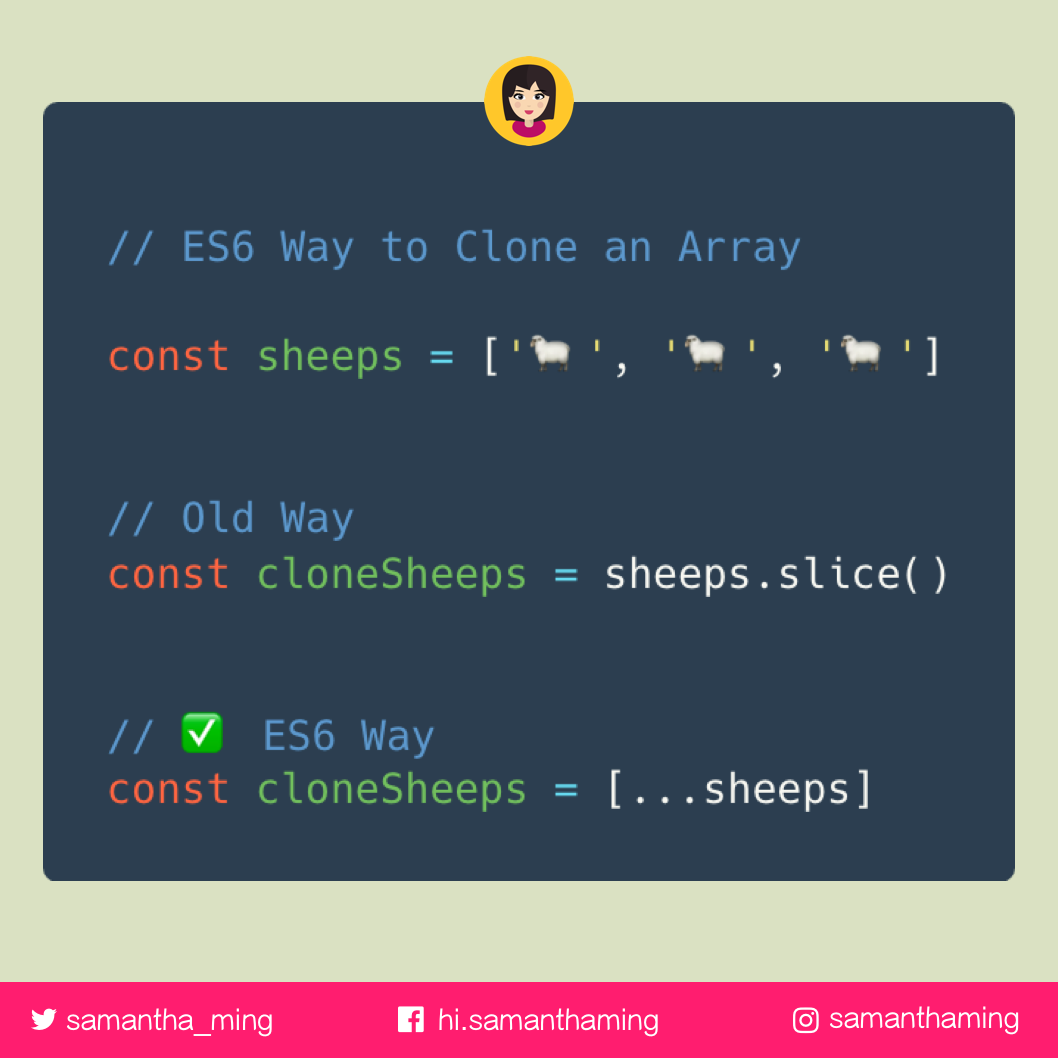 // ES6 Way to Clone an Array
const sheeps = ['🐑 ', '🐑 ', '🐑 ']
// Old Way
const cloneSheeps = sheeps.slice()
// ✅ ES6 Way
const cloneSheeps = [...sheeps]
samantha_ming
hi.samanthaming
samanthaming